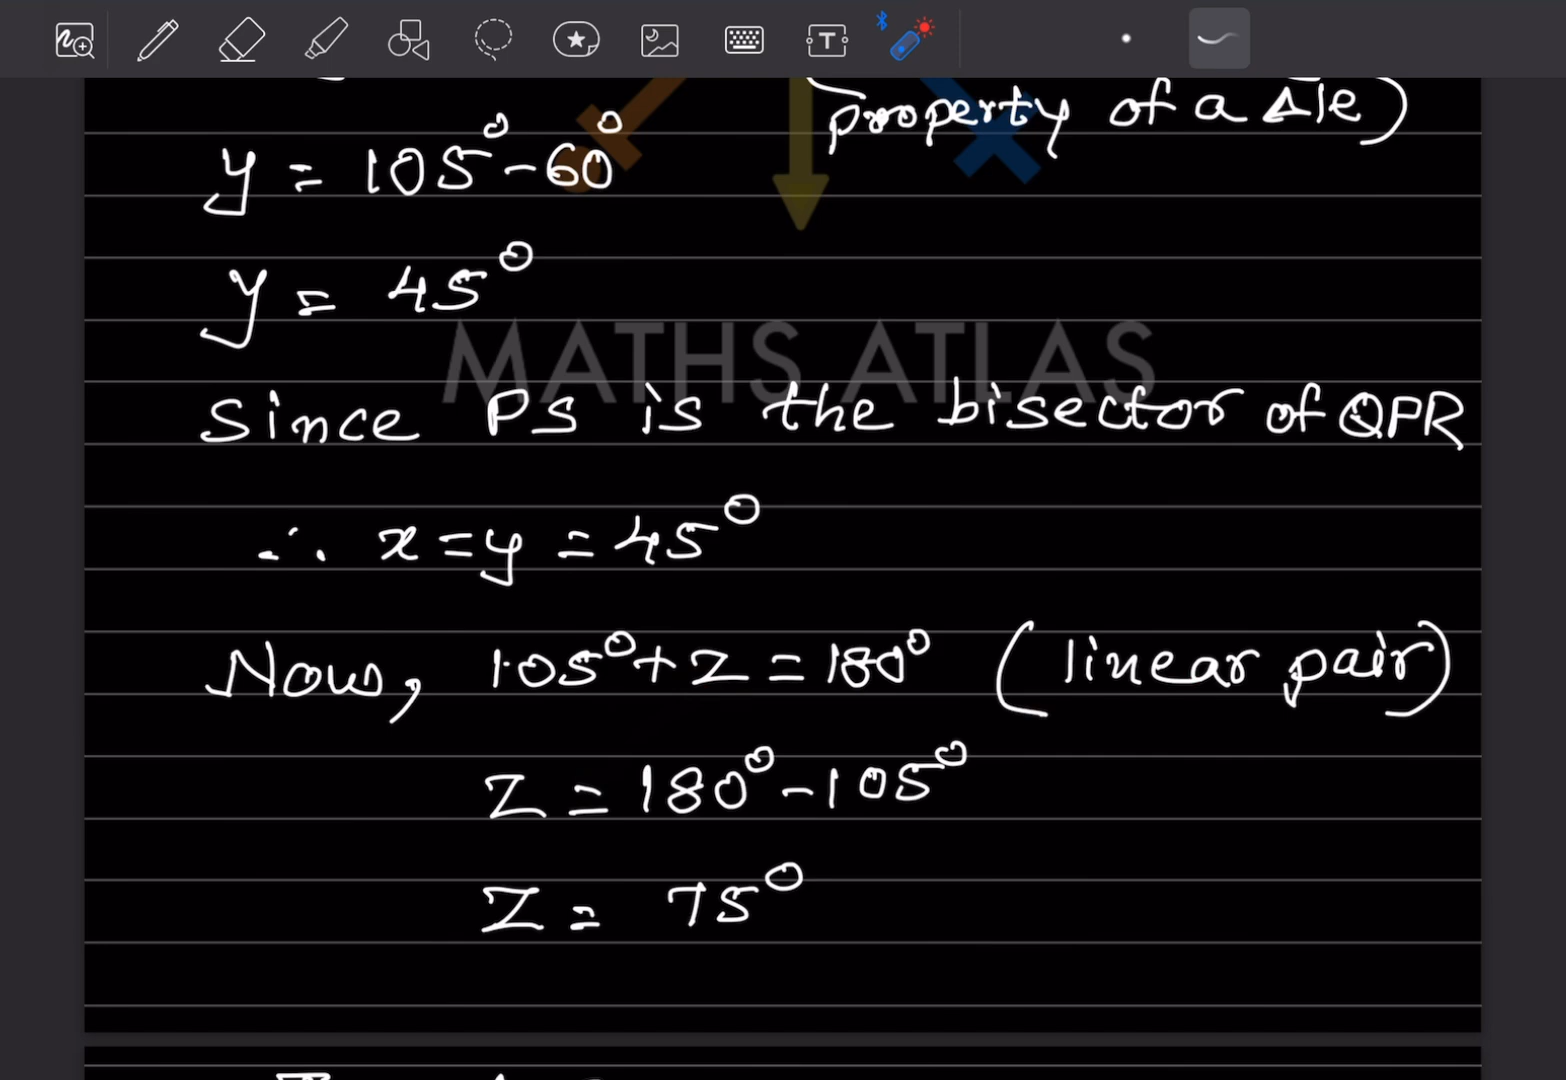 property of a Δle)
y = 105° - 60°
y = 45°
MATHS ATLAS
Since PS is the bisector of QPR
∴ x = y = 45°
Now, 105° + z = 180° (linear pair)
z = 180° - 105°
z = 75°